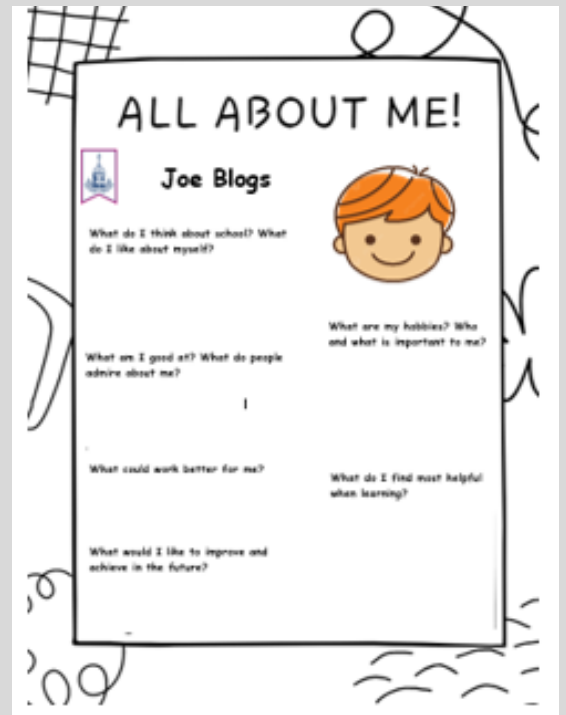 ALL ABOUT ME!
Joe Blogs
What do I think about school? What
do I like about myself?
What are my hobbies? Who
and what is important to me?
What am I good at? What do people
admire about me?
What could work better for me?
What do I find most helpful
when learning?
What would I like to improve and
achieve in the future?